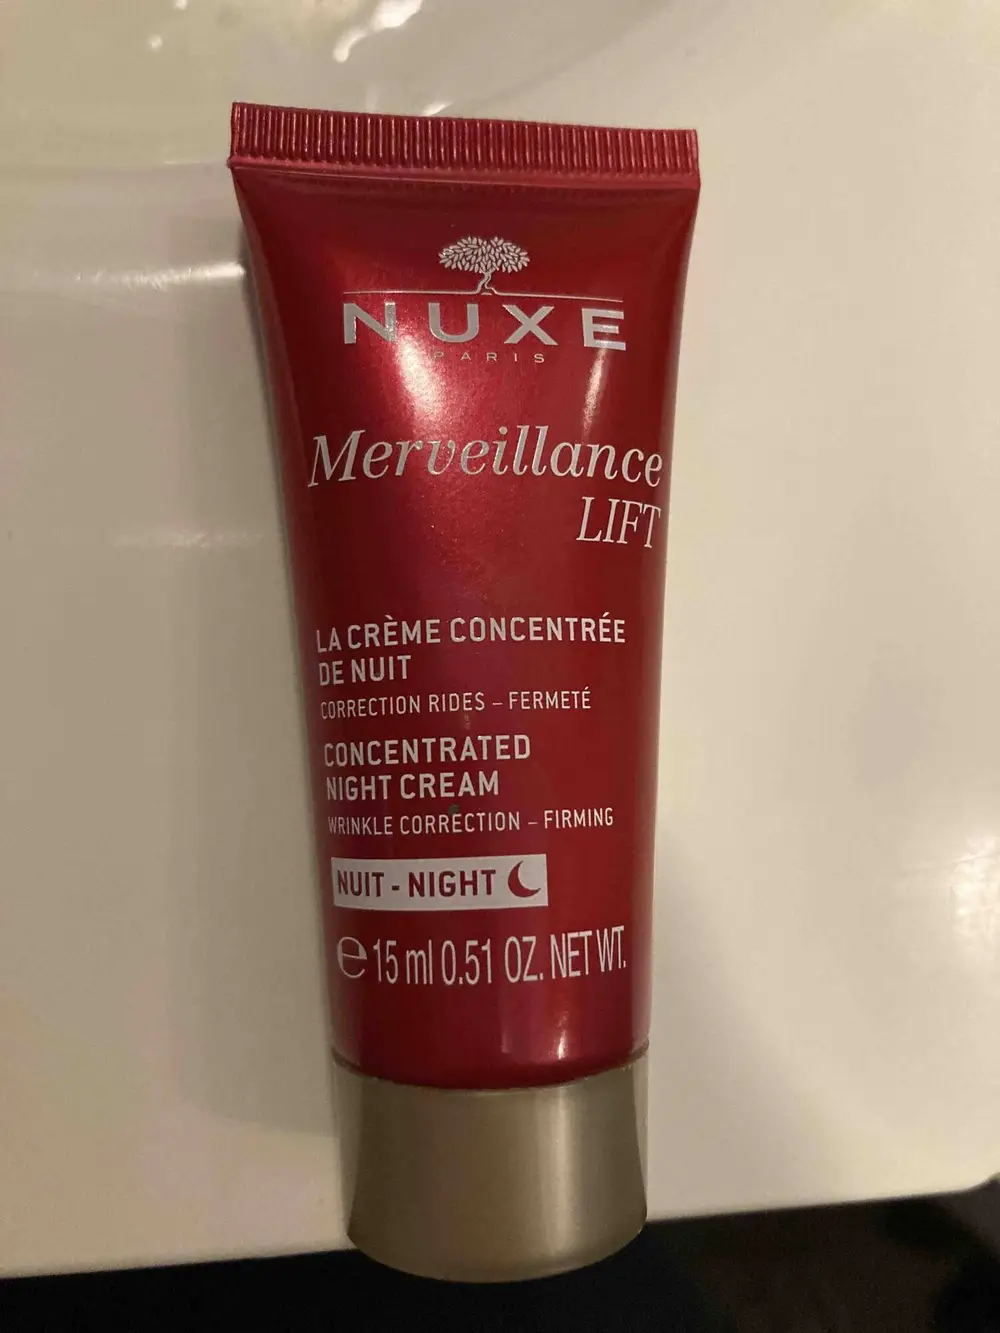 NUXE
PARIS
Merveillance
LIFT
LA CRÈME CONCENTRÉE
DE NUIT
CORRECTION RIDES – FERMETÉ
CONCENTRATED
NIGHT CREAM
WRINKLE CORRECTION – FIRMING
NUIT - NIGHT
℮ 15 ml 0.51 OZ. NET WT.